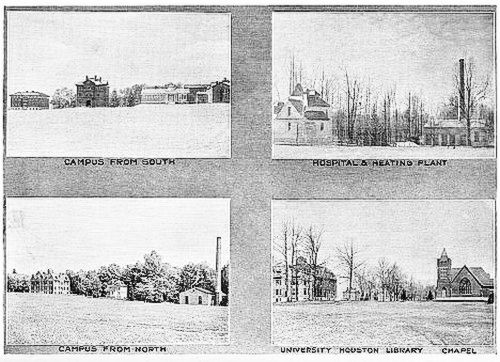 CAMPUS FROM SOUTH
HOSPITAL & HEATING PLANT
CAMPUS FROM NORTH
UNIVERSITY HOUSTON LIBRARY - CHAPEL